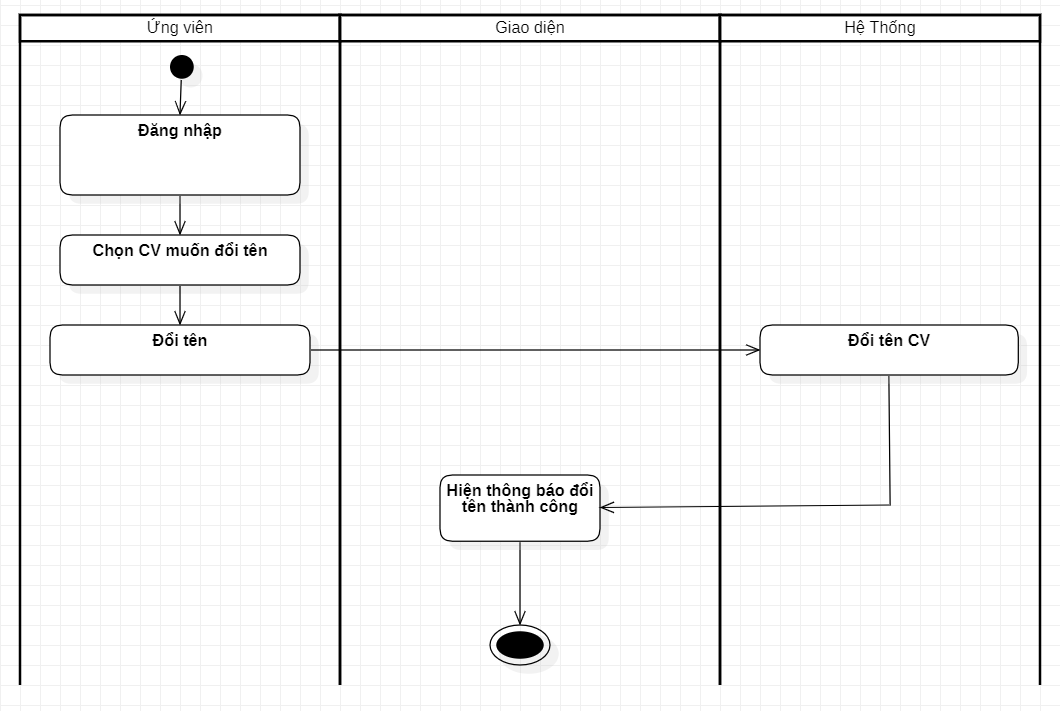 Ứng viên
Giao diện
Hệ Thống
Đăng nhập
Chọn CV muốn đổi tên
Đổi tên
Đổi tên CV
Hiện thông báo đổi
tên thành công